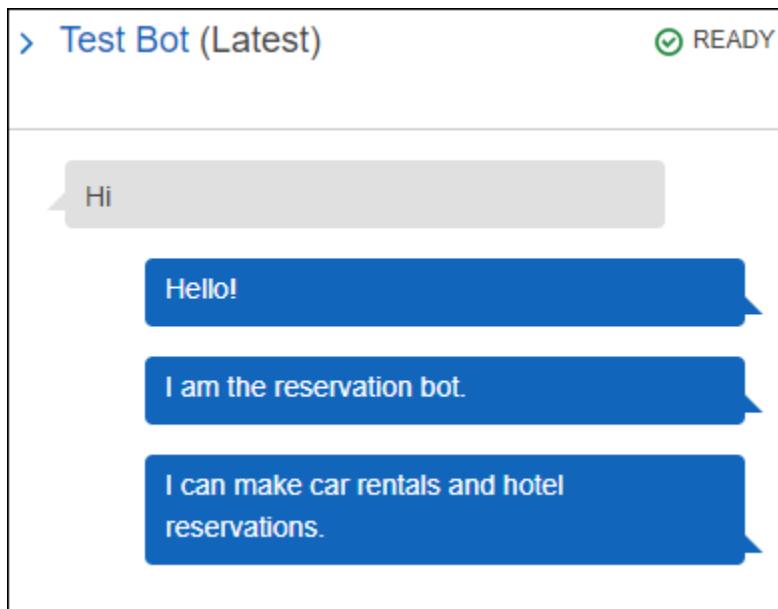 Test Bot (Latest)
READY
Hi
Hello!
I am the reservation bot.
I can make car rentals and hotel
reservations.